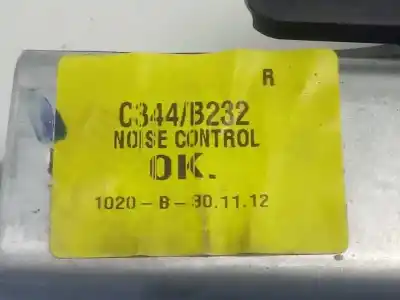 R
C344/B232
NOISE CONTROL
OK.
1020-B-30.11.12